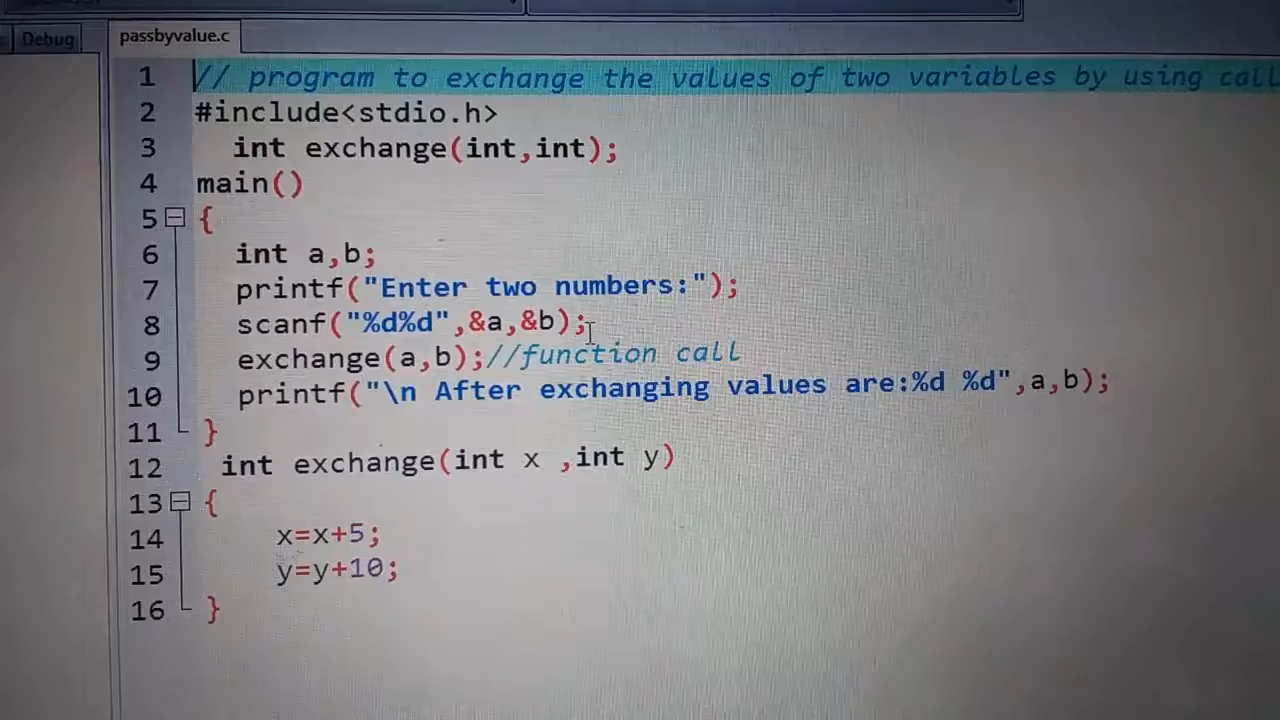 Debug
passbyvalue.c
1 // program to exchange the values of two variables by using call
2 #include<stdio.h>
3 int exchange(int,int);
4 main()
5 {
6 int a,b;
7 printf("Enter two numbers:");
8 scanf("%d%d",&a,&b);
9 exchange(a,b);//function call
10 printf("\n After exchanging values are:%d %d",a,b);
11 }
12 int exchange(int x ,int y)
13 {
14 x=x+5;
15 y=y+10;
16 }